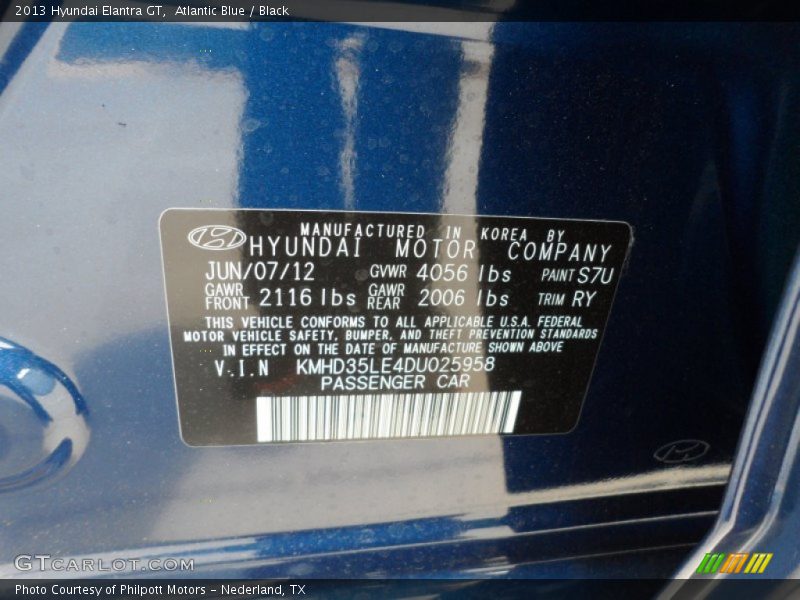 2013 Hyundai Elantra GT, Atlantic Blue / Black
MANUFACTURED IN KOREA BY
HYUNDAI MOTOR COMPANY
JUN/07/12 GVWR 4056 lbs PAINT S7U
GAWR FRONT 2116 lbs GAWR REAR 2006 lbs TRIM RY
THIS VEHICLE CONFORMS TO ALL APPLICABLE U.S.A. FEDERAL
MOTOR VEHICLE SAFETY, BUMPER, AND THEFT PREVENTION STANDARDS
IN EFFECT ON THE DATE OF MANUFACTURE SHOWN ABOVE
V.I.N KMHD35LE4DU025958
PASSENGER CAR
GTCARLOT.COM
Photo Courtesy of Philpott Motors – Nederland, TX